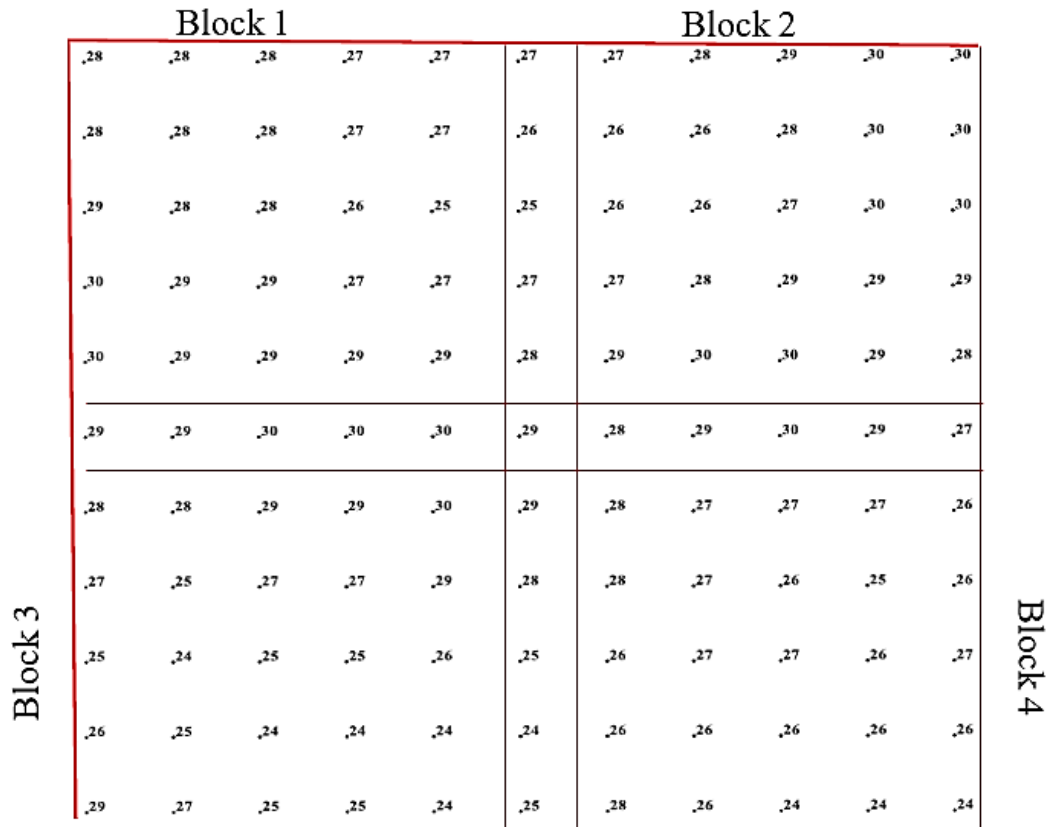 Block 1 Block 2
.28 .28 .28 .27 .27 .27 .27 .28 .29 .30 .30
.28 .28 .28 .27 .27 .26 .26 .26 .28 .30 .30
.29 .28 .28 .26 .25 .25 .26 .26 .27 .30 .30
.30 .29 .29 .27 .27 .27 .27 .28 .29 .29 .29
.30 .29 .29 .29 .29 .28 .29 .30 .30 .29 .28
.29 .29 .30 .30 .30 .29 .28 .29 .30 .29 .27
.28 .28 .29 .29 .30 .29 .28 .27 .27 .27 .26
.27 .25 .27 .27 .29 .28 .28 .27 .26 .25 .26
.25 .24 .25 .25 .26 .25 .26 .27 .27 .26 .27
.26 .25 .24 .24 .24 .24 .26 .26 .26 .26 .26
.29 .27 .25 .25 .24 .25 .28 .26 .24 .24 .24
Block 3
Block 4